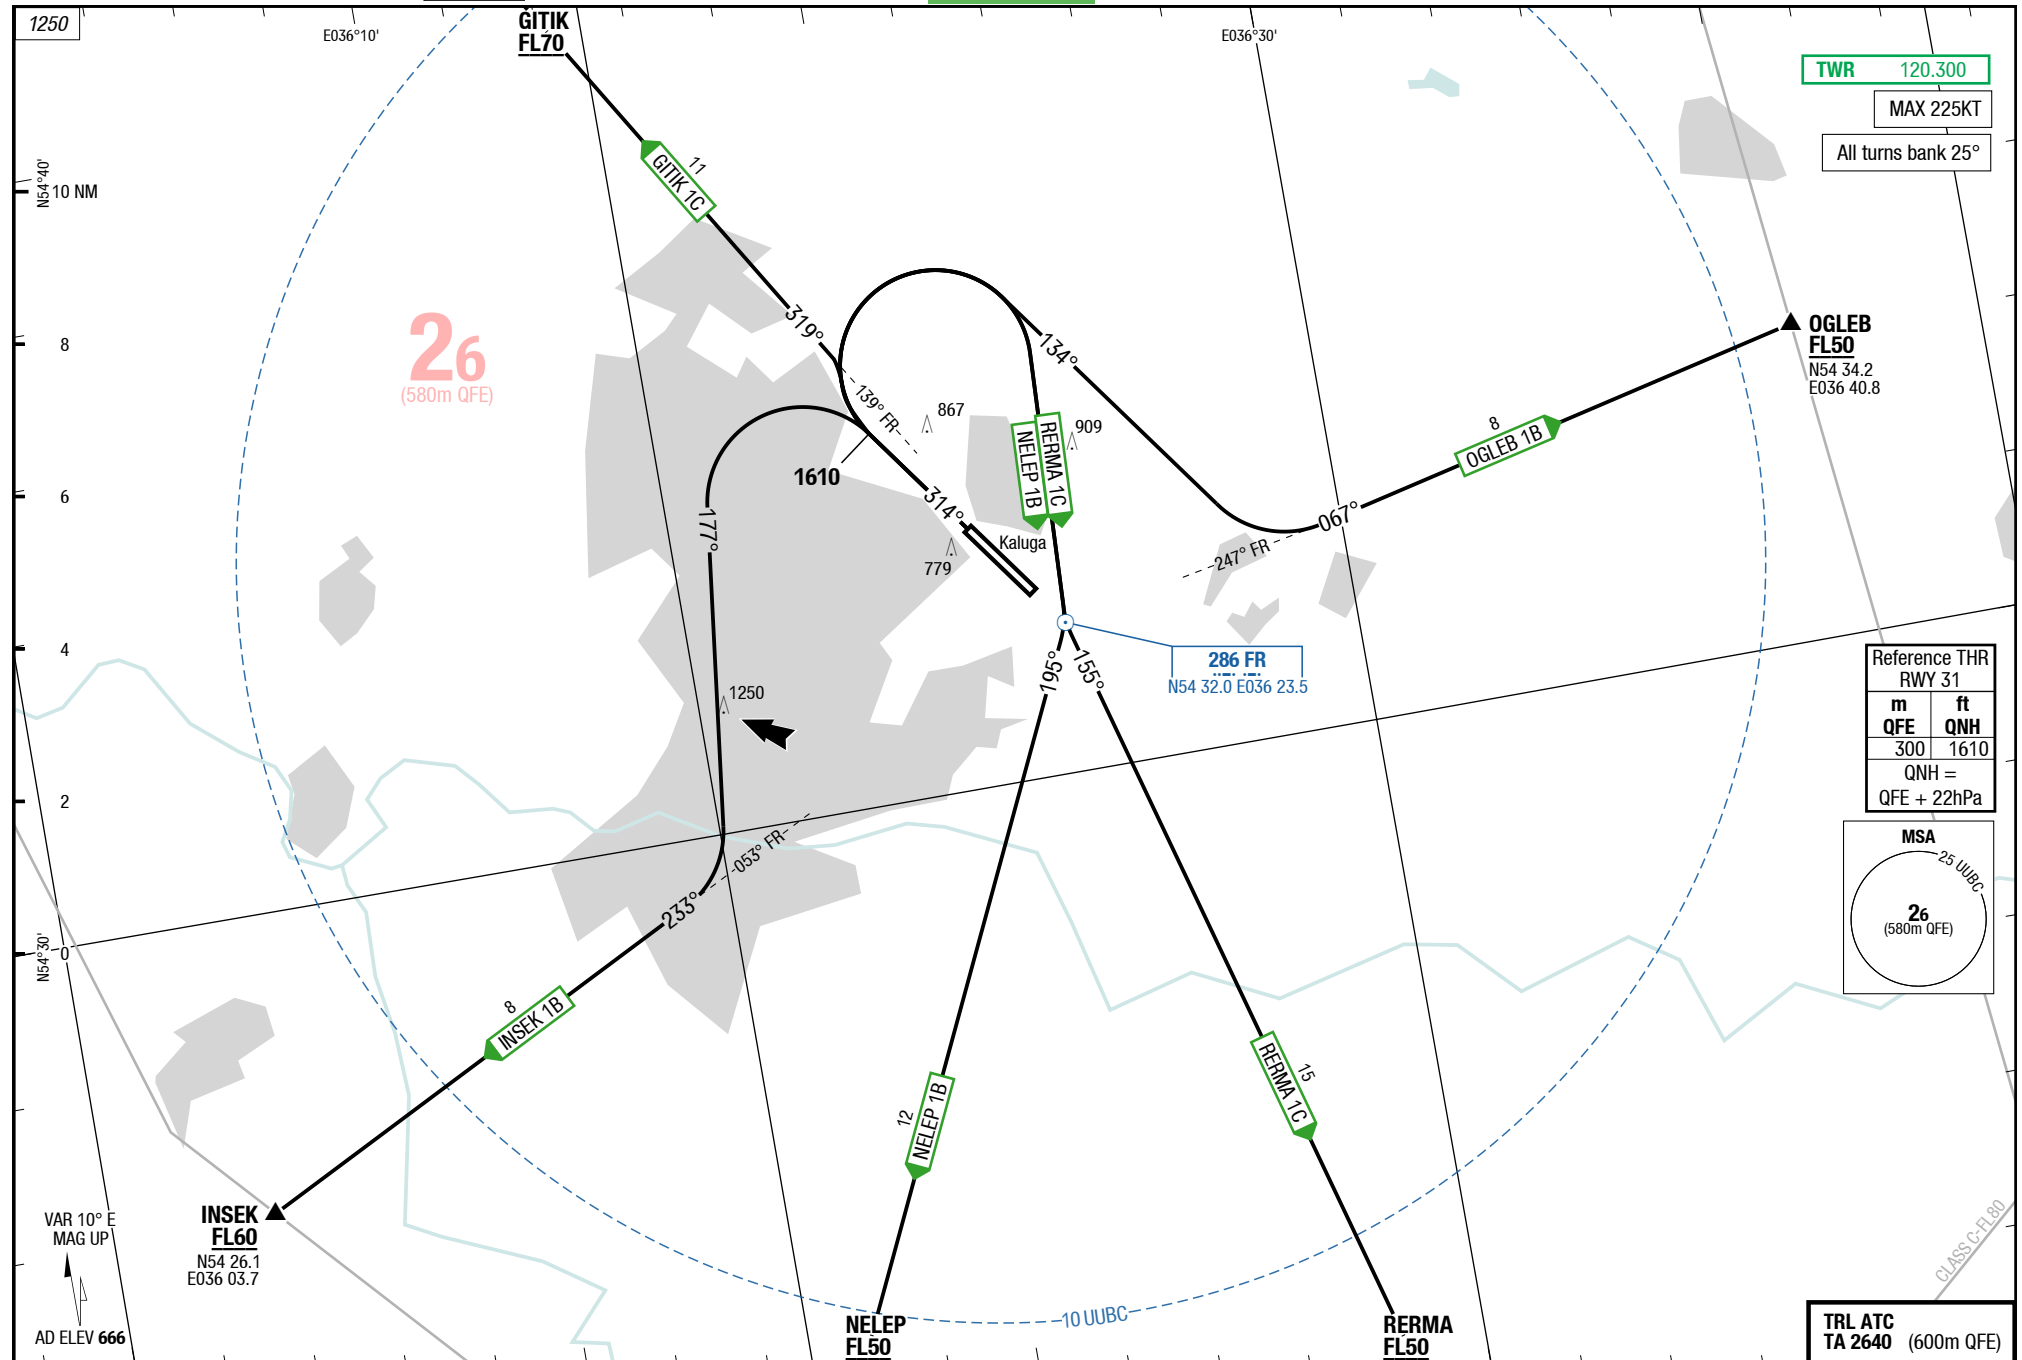 1250
GITIK
FL70
E036°10'
E036°30'
TWR 120.300
MAX 225KT
All turns bank 25°
N54°40'
10 NM
8
6
4
2
0
N54°30'
26
(580m QFE)
11
GITIK 1C
319°
139° FR
134°
867
909
1610
314°
177°
Kaluga
779
NELEP 1B
RERMA 1C
OGLEB
FL50
N54 34.2
E036 40.8
8
OGLEB 1B
067°
247° FR
286 FR
N54 32.0 E036 23.5
195°
155°
1250
053° FR
233°
8
INSEK 1B
12
NELEP 1B
15
RERMA 1C
Reference THR
RWY 31
m ft
QFE QNH
300 1610
QNH =
QFE + 22hPa
MSA
25 UUBC
26
(580m QFE)
VAR 10° E
MAG UP
AD ELEV 666
INSEK
FL60
N54 26.1
E036 03.7
NELEP
FL50
10 UUBC
RERMA
FL50
CLASS C-FL80
TRL ATC
TA 2640 (600m QFE)